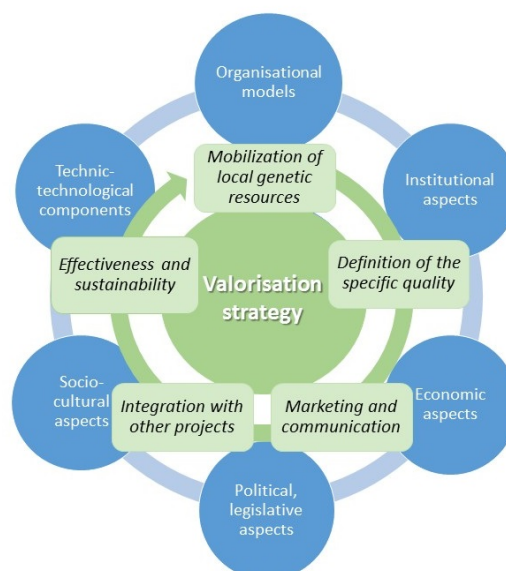 Organisational
models
Mobilization of
local genetic
resources
Technic-
technological
components
Institutional
aspects
Effectiveness and
sustainability
Valorisation
strategy
Definition of the
specific quality
Socio-
cultural
aspects
Integration with
other projects
Marketing and
communication
Economic
aspects
Political,
legislative
aspects